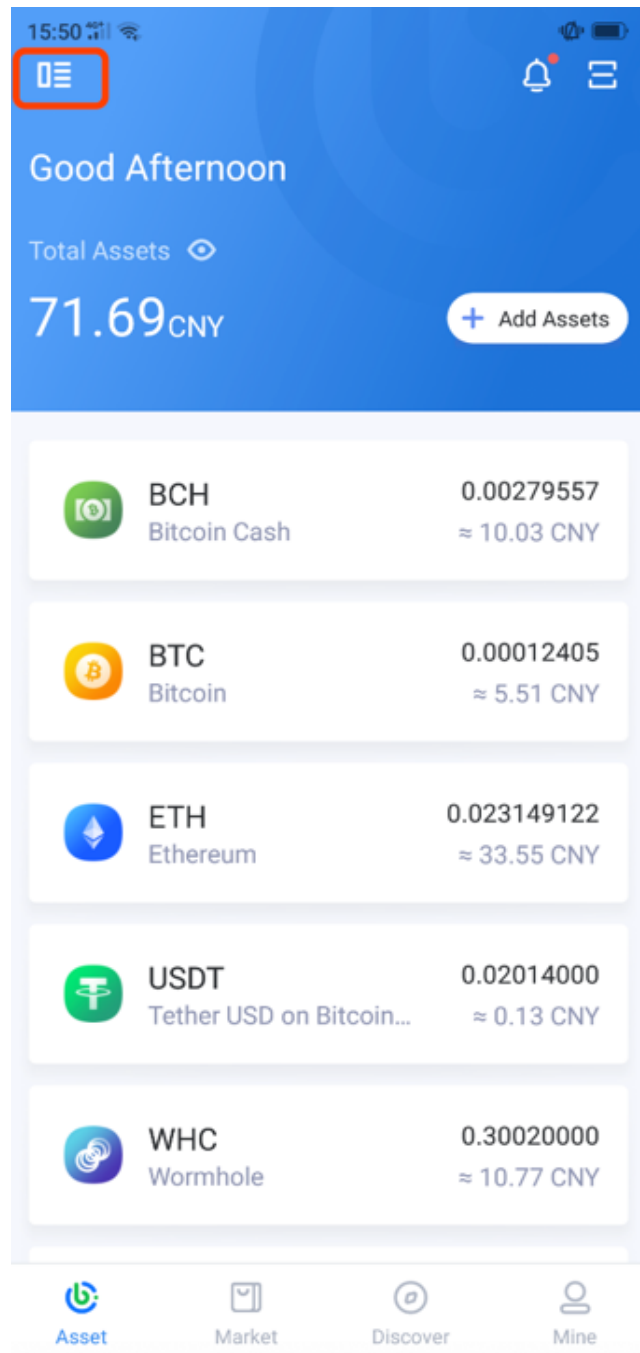 15:50
Good Afternoon
Total Assets
71.69CNY
+ Add Assets
BCH
0.00279557
Bitcoin Cash
≈ 10.03 CNY
BTC
0.00012405
Bitcoin
≈ 5.51 CNY
ETH
0.023149122
Ethereum
≈ 33.55 CNY
USDT
0.02014000
Tether USD on Bitcoin...
≈ 0.13 CNY
WHC
0.30020000
Wormhole
≈ 10.77 CNY
Asset
Market
Discover
Mine